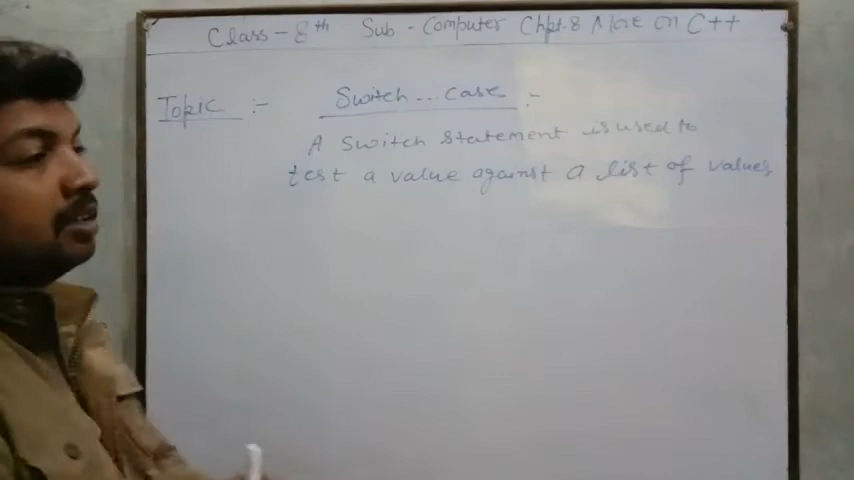 Class - 8th Sub - Computer Chpt. 8 More on C++
Topic :- Switch... case :-
A switch statement is used to
test a value against a list of values